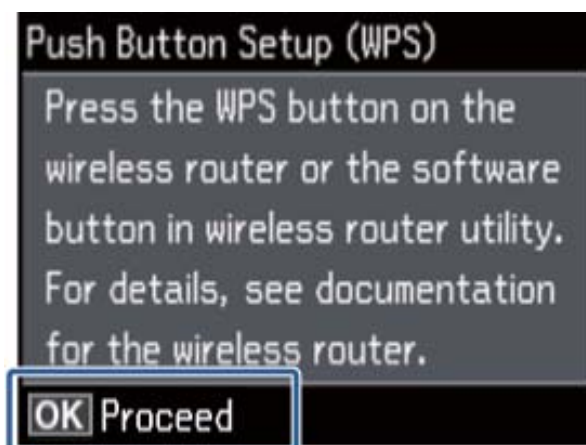 Push Button Setup (WPS)
Press the WPS button on the
wireless router or the software
button in wireless router utility.
For details, see documentation
for the wireless router.
OK Proceed